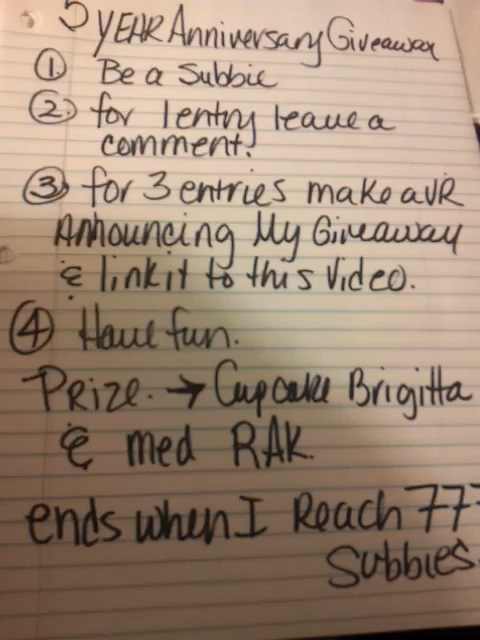 5 YEAR Anniversary Giveaway
① Be a Subbie
② for 1 entry leave a
comment!
③ for 3 entries make a VR
Announcing My Giveaway
& link it to this Video.
④ Have fun.
PRIZE. → Cupcake Brigitta
& med RAK.
ends when I Reach 777
Subbies.